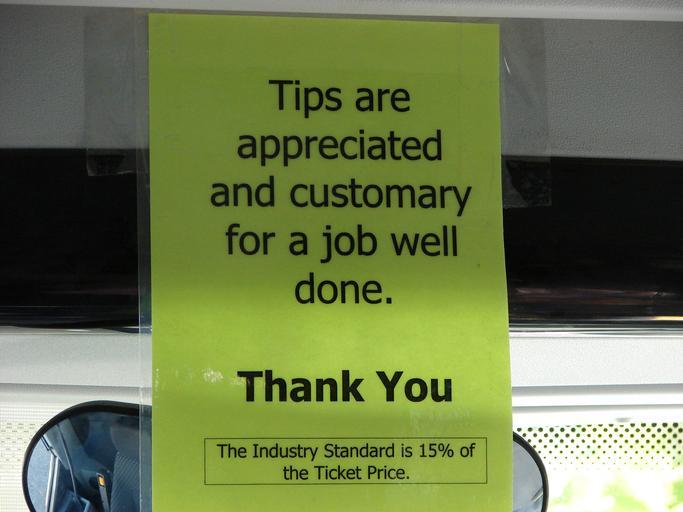 Tips are
appreciated
and customary
for a job well
done.
Thank You
The Industry Standard is 15% of
the Ticket Price.